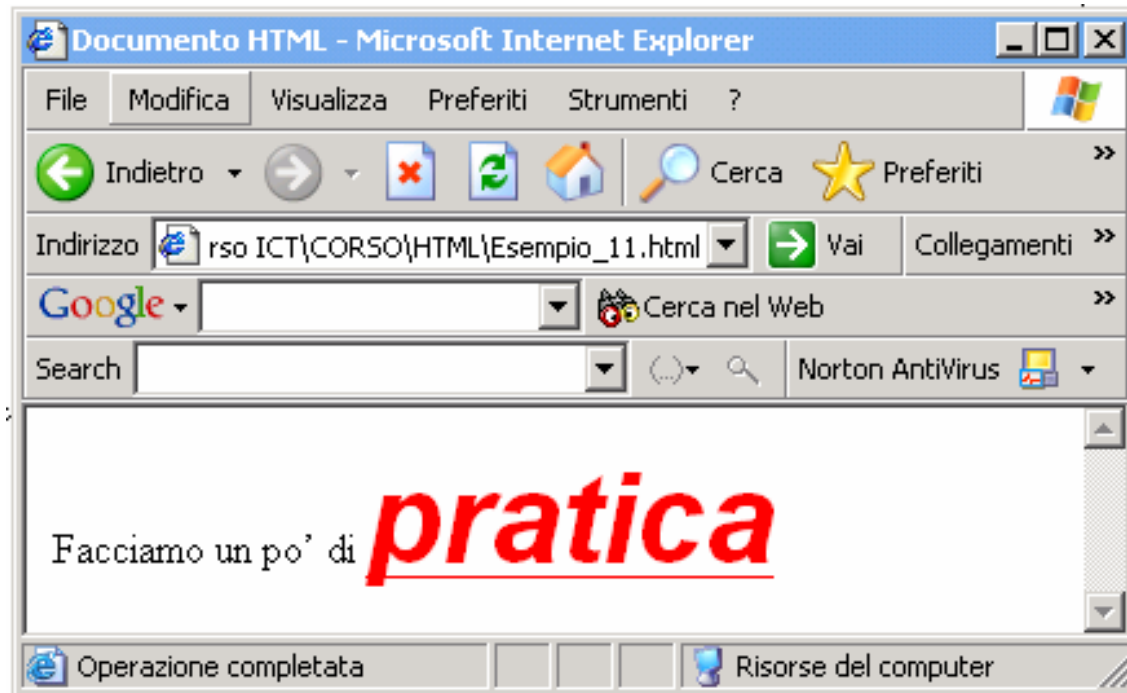 Documento HTML - Microsoft Internet Explorer
File Modifica Visualizza Preferiti Strumenti ?
Indietro Cerca Preferiti »
Indirizzo rso ICT\CORSO\HTML\Esempio_11.html Vai Collegamenti »
Google Cerca nel Web »
Search (...) Norton AntiVirus
Facciamo un po’ di pratica
Operazione completata Risorse del computer